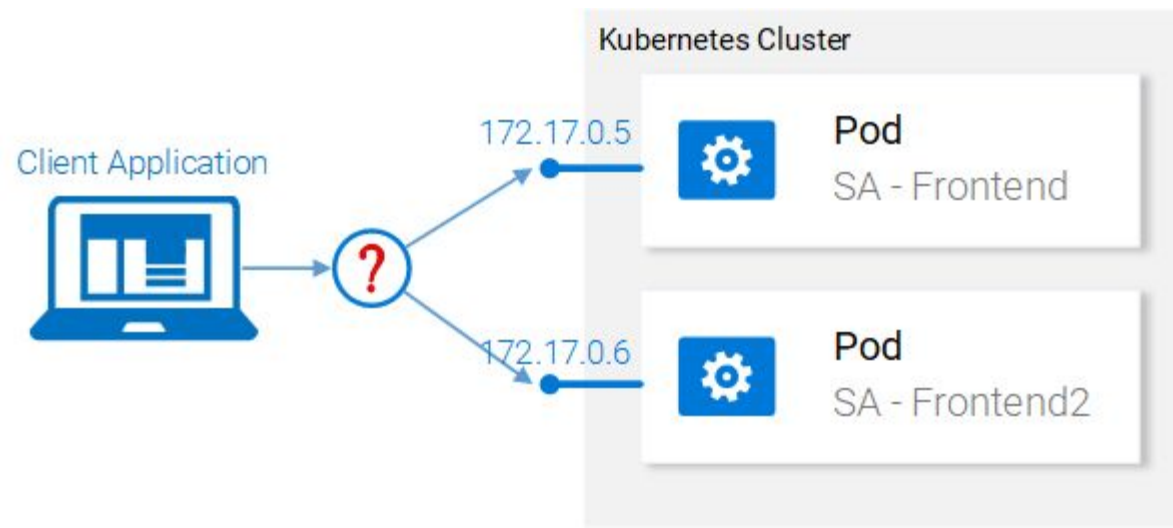 Kubernetes Cluster
Client Application
?
172.17.0.5
Pod
SA - Frontend
172.17.0.6
Pod
SA - Frontend2